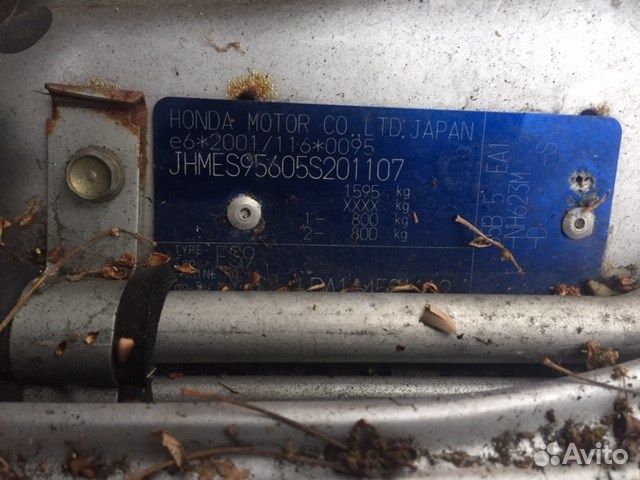 HONDA MOTOR CO.,LTD.JAPAN
e6*2001/116*0095
JHMES95605S201107
1595 kg
XXXX kg
1- 800 kg
2- 800 kg
TYPE ES9
NH623M
EA1
Avito